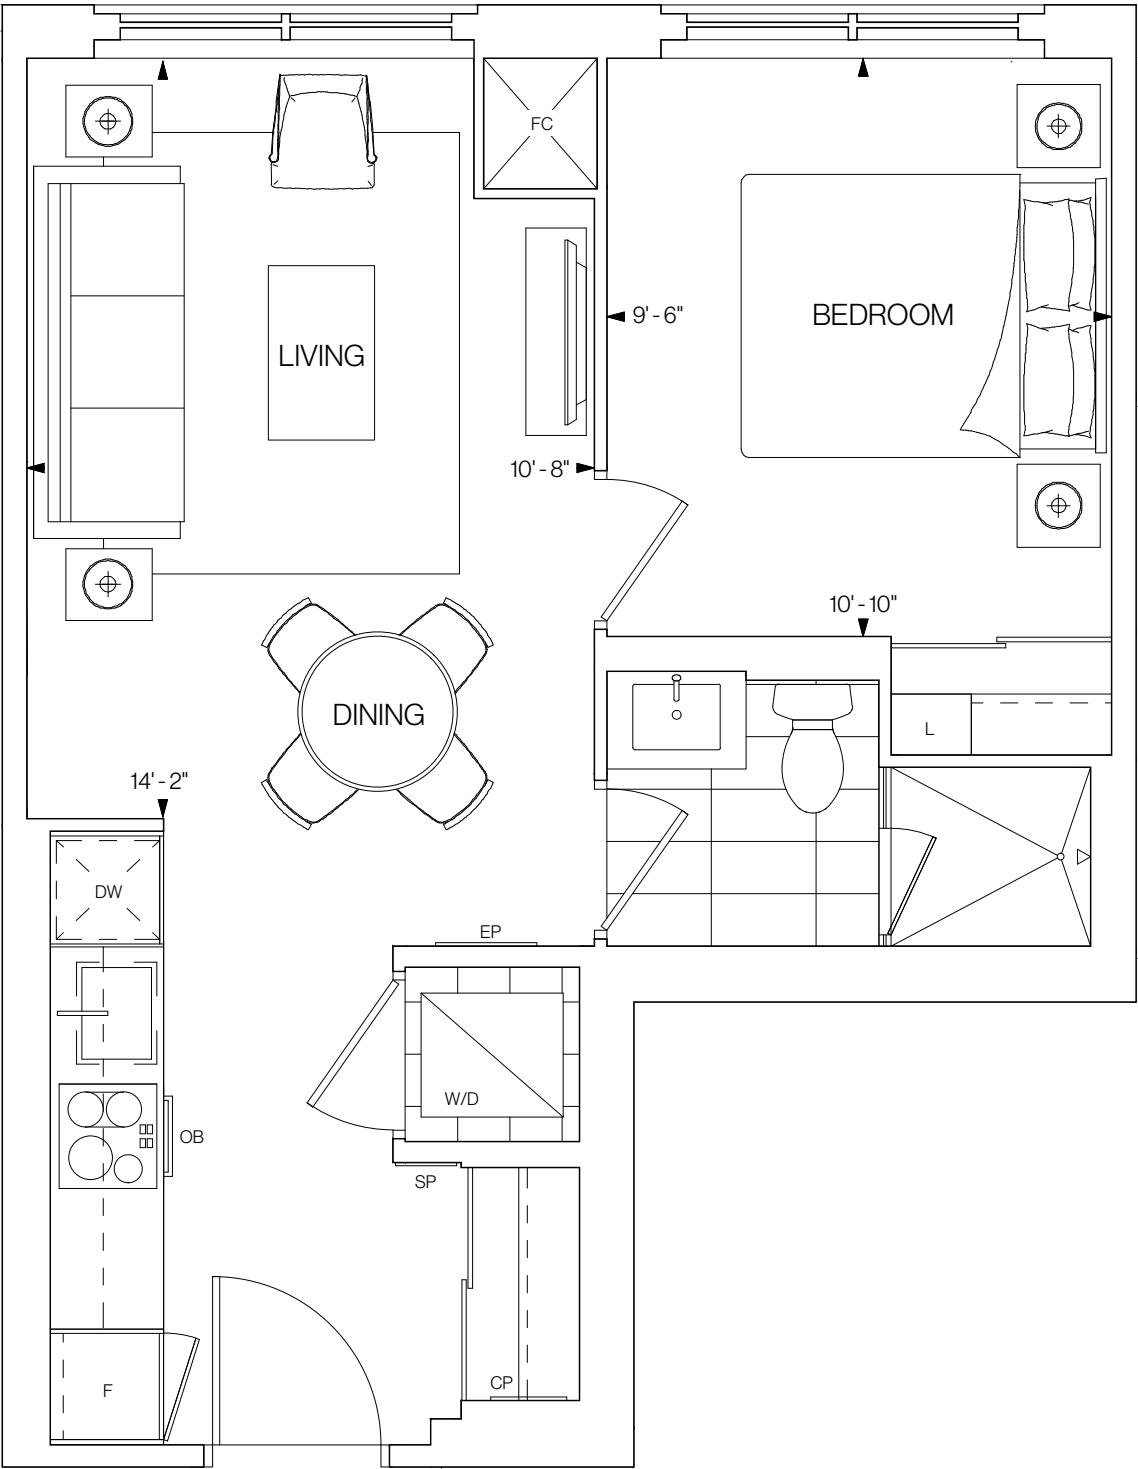 FC
9'-6"
BEDROOM
LIVING
10'-8"
10'-10"
DINING
L
14'-2"
DW
EP
W/D
OB
SP
CP
F